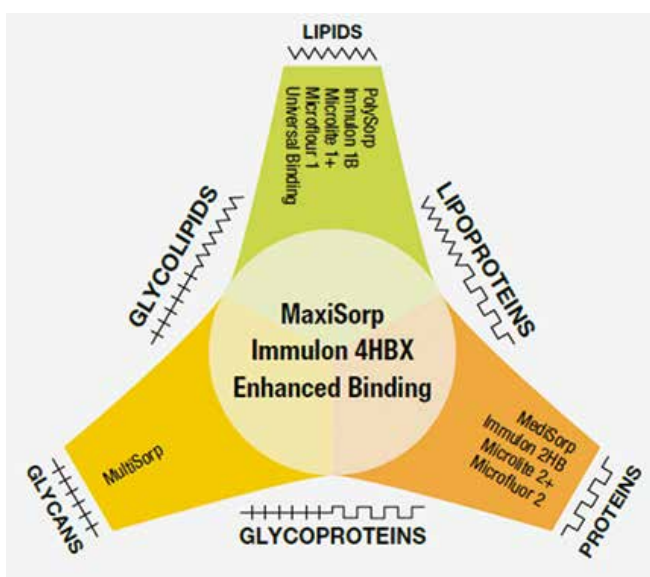 LIPIDS
PolySorp
Immulon 1B
Microlite 1+
Microflour 1
Universal Binding
GLYCOLIPIDS
LIPOPROTEINS
MaxiSorp
Immulon 4HBX
Enhanced Binding
MultiSorp
MediSorp
Immulon 2HB
Microlite 2+
Microfluor 2
GLYCANS
GLYCOPROTEINS
PROTEINS